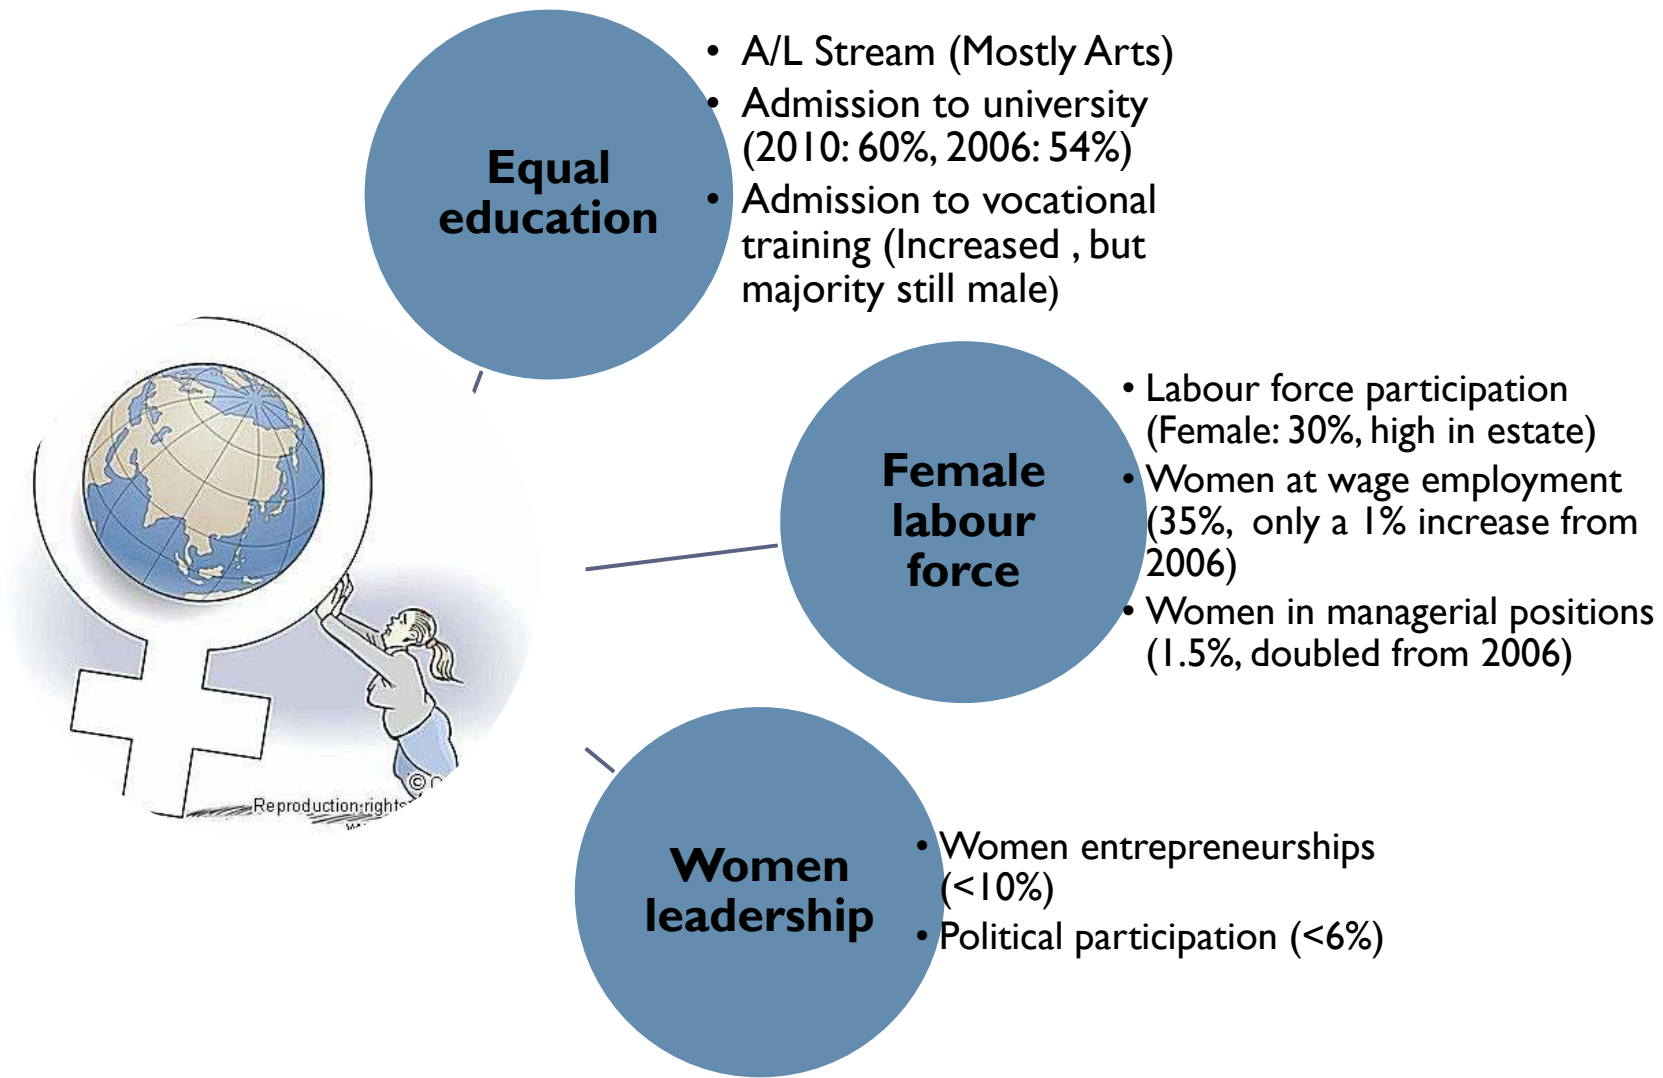 Equal
education
• A/L Stream (Mostly Arts)
• Admission to university
(2010: 60%, 2006: 54%)
• Admission to vocational
training (Increased , but
majority still male)
Female
labour
force
• Labour force participation
(Female: 30%, high in estate)
• Women at wage employment
(35%, only a 1% increase from
2006)
• Women in managerial positions
(1.5%, doubled from 2006)
Women
leadership
• Women entrepreneurships
(<10%)
• Political participation (<6%)
©
Reproduction rights